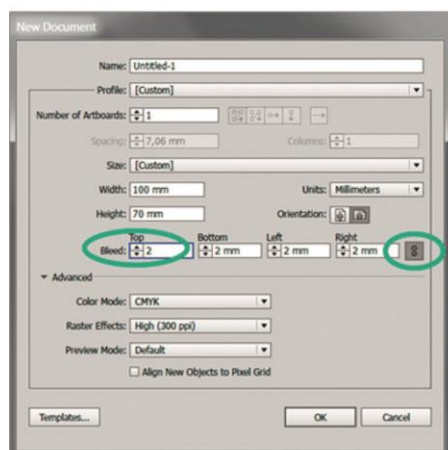 New Document
Name: Untitled-1
Profile: [Custom]
Number of Artboards: 1
Spacing: 7,06 mm Columns: 1
Size: [Custom]
Width: 100 mm Units: Millimeters
Height: 70 mm Orientation:
Top Bottom Left Right
Bleed: 2 2 mm 2 mm 2 mm
Advanced
Color Mode: CMYK
Raster Effects: High (300 ppi)
Preview Mode: Default
Align New Objects to Pixel Grid
Templates... OK Cancel